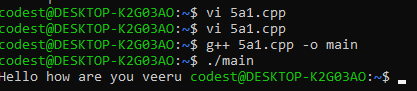 codest@DESKTOP-K2G03AO:~$ vi 5a1.cpp
codest@DESKTOP-K2G03AO:~$ vi 5a1.cpp
codest@DESKTOP-K2G03AO:~$ g++ 5a1.cpp -o main
codest@DESKTOP-K2G03AO:~$ ./main
Hello how are you veeru codest@DESKTOP-K2G03AO:~$